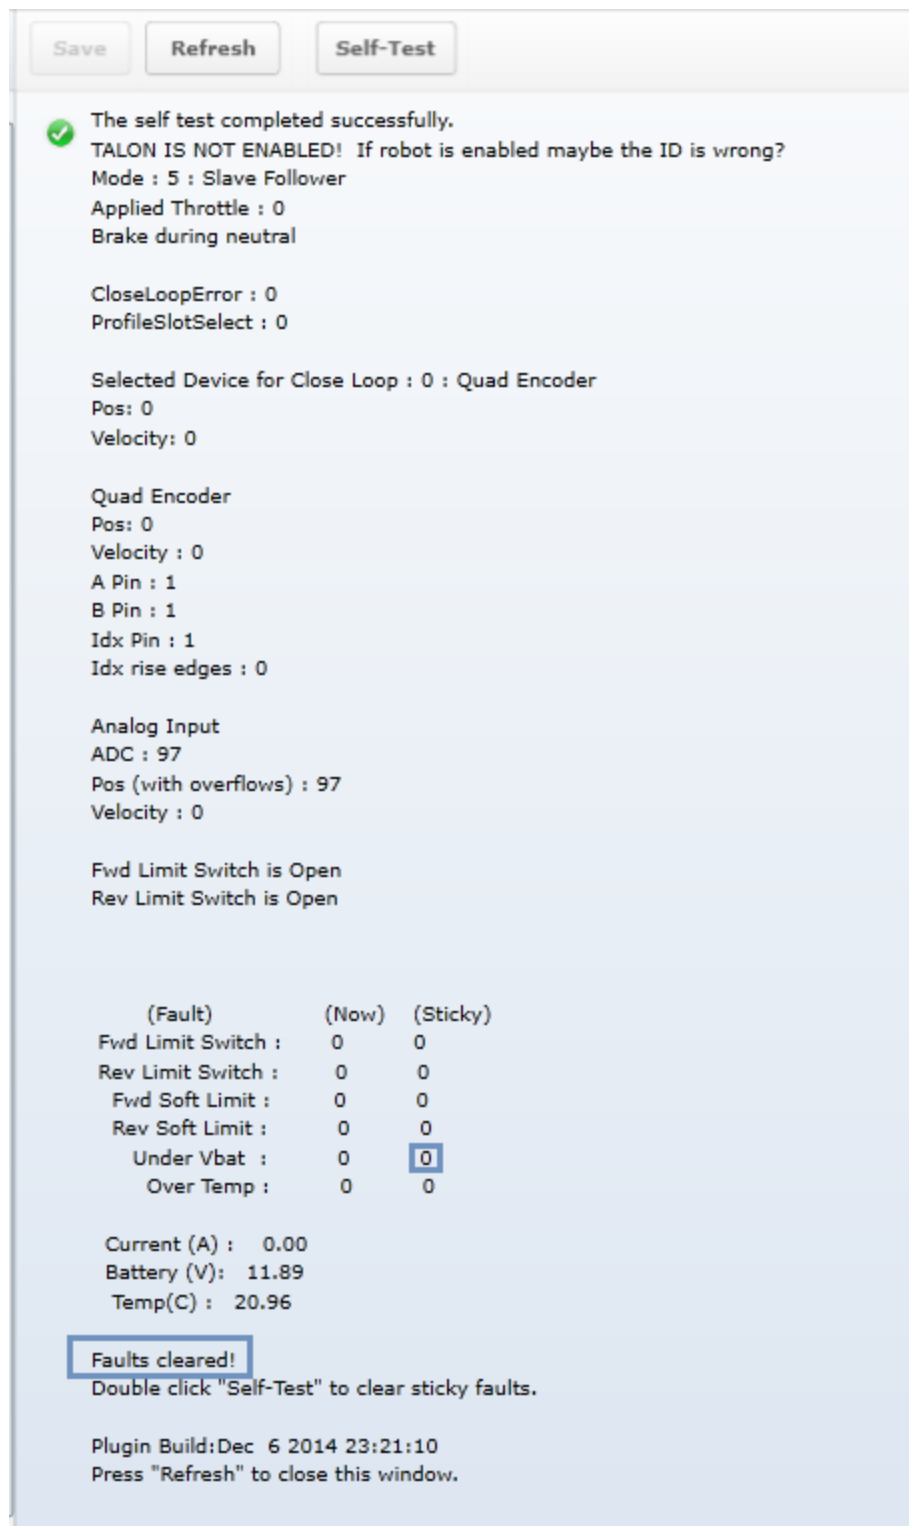 Save Refresh Self-Test
The self test completed successfully.
TALON IS NOT ENABLED!  If robot is enabled maybe the ID is wrong?
Mode : 5 : Slave Follower
Applied Throttle : 0
Brake during neutral
CloseLoopError : 0
ProfileSlotSelect : 0
Selected Device for Close Loop : 0 : Quad Encoder
Pos: 0
Velocity: 0
Quad Encoder
Pos: 0
Velocity : 0
A Pin : 1
B Pin : 1
Idx Pin : 1
Idx rise edges : 0
Analog Input
ADC : 97
Pos (with overflows) : 97
Velocity : 0
Fwd Limit Switch is Open
Rev Limit Switch is Open
(Fault) (Now) (Sticky)
Fwd Limit Switch : 0 0
Rev Limit Switch : 0 0
Fwd Soft Limit : 0 0
Rev Soft Limit : 0 0
Under Vbat : 0 0
Over Temp : 0 0
Current (A) : 0.00
Battery (V): 11.89
Temp(C) : 20.96
Faults cleared!
Double click "Self-Test" to clear sticky faults.
Plugin Build:Dec  6 2014 23:21:10
Press "Refresh" to close this window.